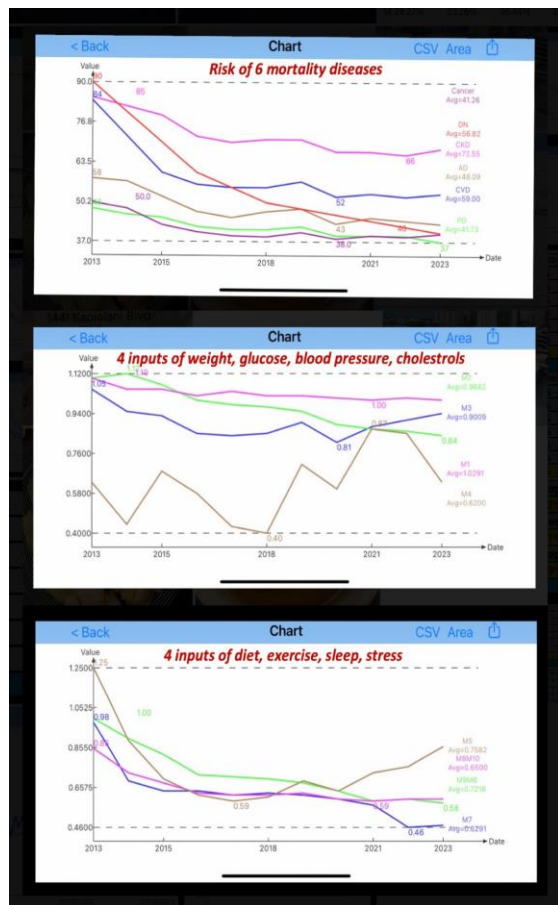 < Back Chart CSV Area
Value Risk of 6 mortality diseases
90.0
90
84
85
Cancer
Avg=41.26
76.8
DN
Avg=56.82
CKD
Avg=72.55
63.5
58
66
AD
Avg=48.09
50.2
50.0
52
CVD
Avg=59.00
43
40
PD
Avg=41.73
37.0
38.0
37
Date
2013 2015 2018 2021 2023
< Back Chart CSV Area
Value 4 inputs of weight, glucose, blood pressure, cholestrols
1.1200
1.10
1.05
M2
0.9400
1.00
M3
Avg=0.9009
0.81
0.84
0.7600
M1
Avg=1.0291
0.5800
M4
Avg=0.6200
0.4000
0.40
Date
2013 2015 2018 2021 2023
< Back Chart CSV Area
Value 4 inputs of diet, exercise, sleep, stress
1.2500
1.25
1.0525
0.98
1.00
0.8550
M5
Avg=0.7582
M8M10
Avg=0.6500
0.6575
0.59
0.59
M9M6
Avg=0.7218
0.58
0.4600
0.46
M7
Avg=0.6291
Date
2013 2015 2018 2021 2023